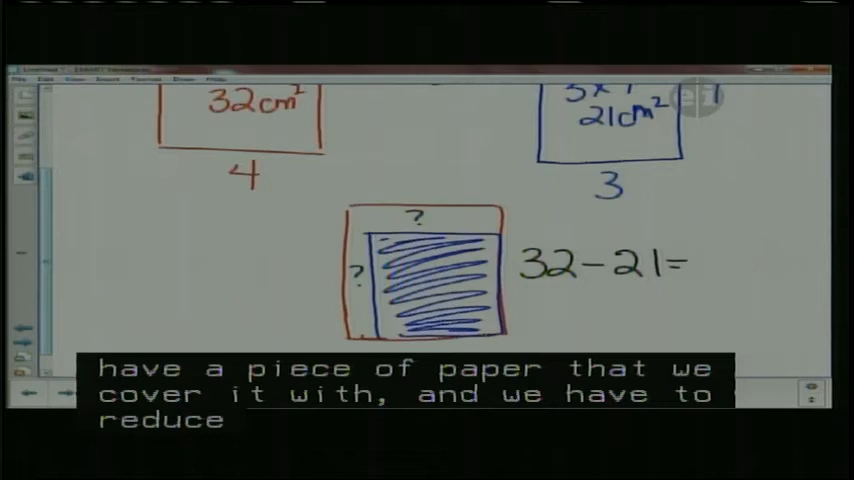 32cm²
21cm²
4
3
?
?
32-21=
have a piece of paper that we
cover it with, and we have to
reduce